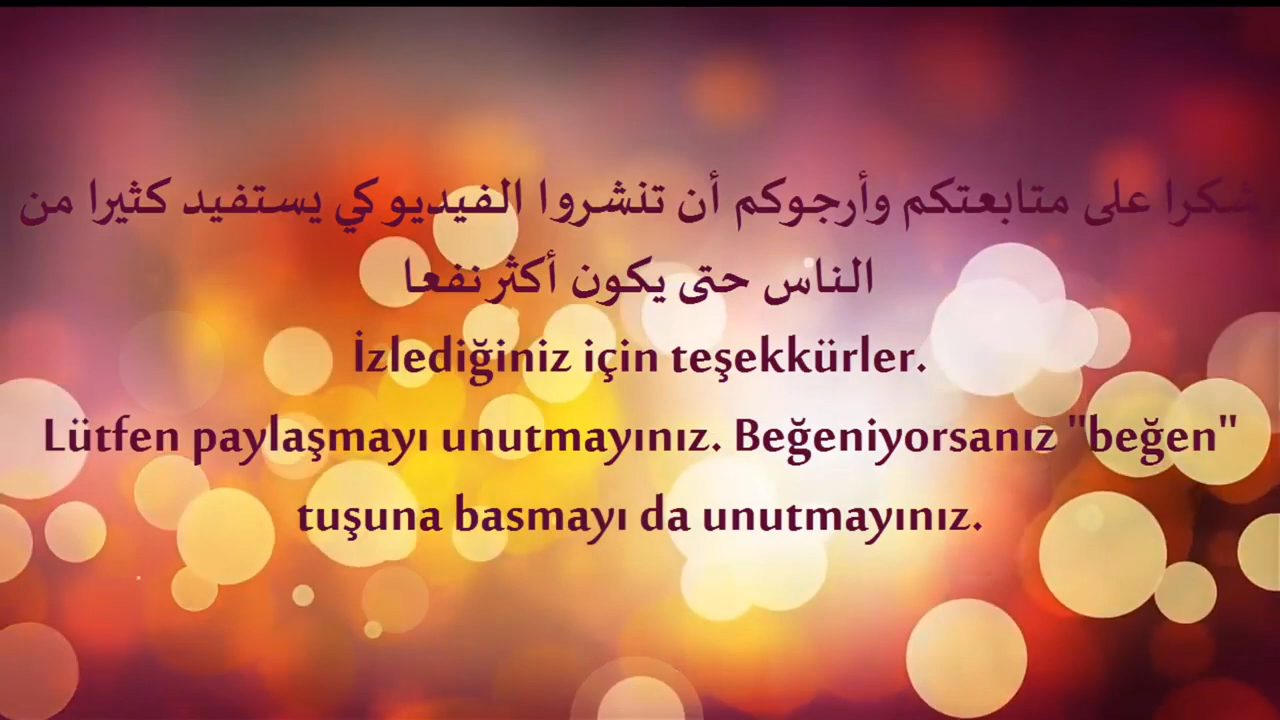 شكرا على متابعتكم وأرجوكم أن تنشروا الفيديو كي يستفيد كثيرا من
الناس حتى يكون أكثر نفعا
İzlediğiniz için teşekkürler.
Lütfen paylaşmayı unutmayınız. Beğeniyorsanız "beğen"
tuşuna basmayı da unutmayınız.